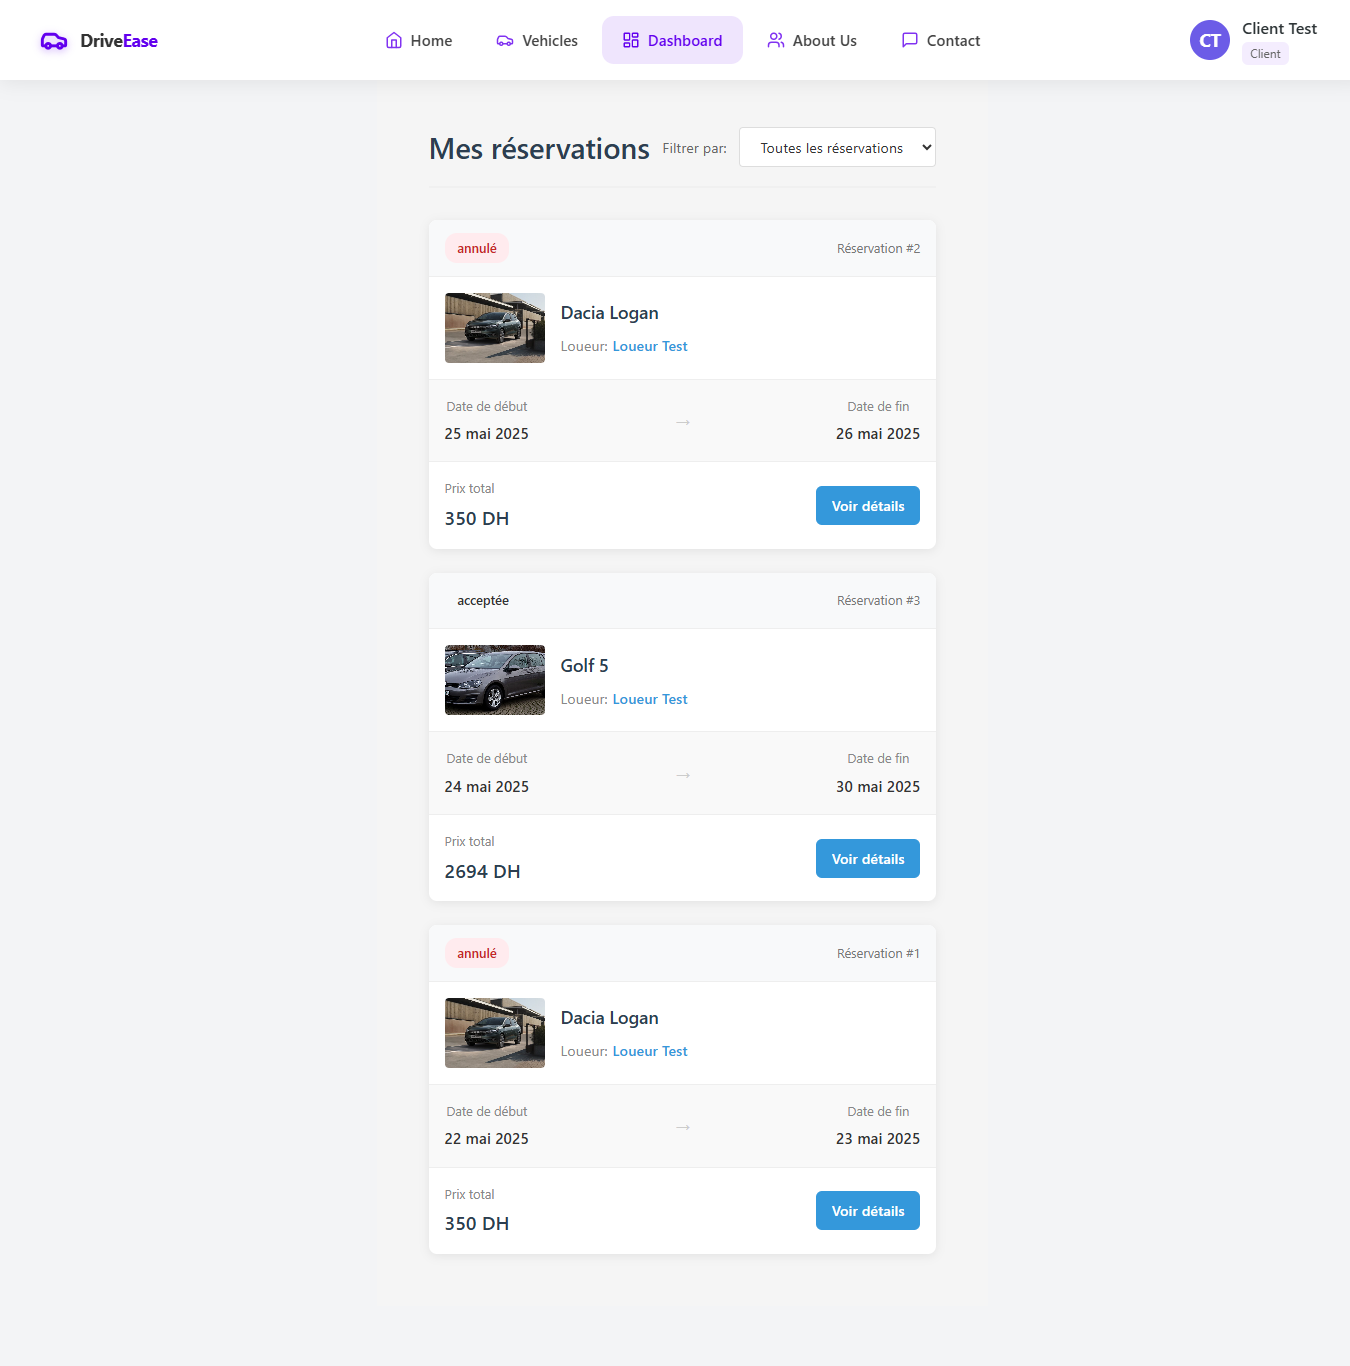 DriveEase
Home
Vehicles
Dashboard
About Us
Contact
CT
Client Test
Client
Mes réservations
Filtrer par:
Toutes les réservations
annulé
Réservation #2
Dacia Logan
Loueur: Loueur Test
Date de début
→
Date de fin
25 mai 2025
26 mai 2025
Prix total
350 DH
Voir détails
acceptée
Réservation #3
Golf 5
Loueur: Loueur Test
Date de début
→
Date de fin
24 mai 2025
30 mai 2025
Prix total
2694 DH
Voir détails
annulé
Réservation #1
Dacia Logan
Loueur: Loueur Test
Date de début
→
Date de fin
22 mai 2025
23 mai 2025
Prix total
350 DH
Voir détails